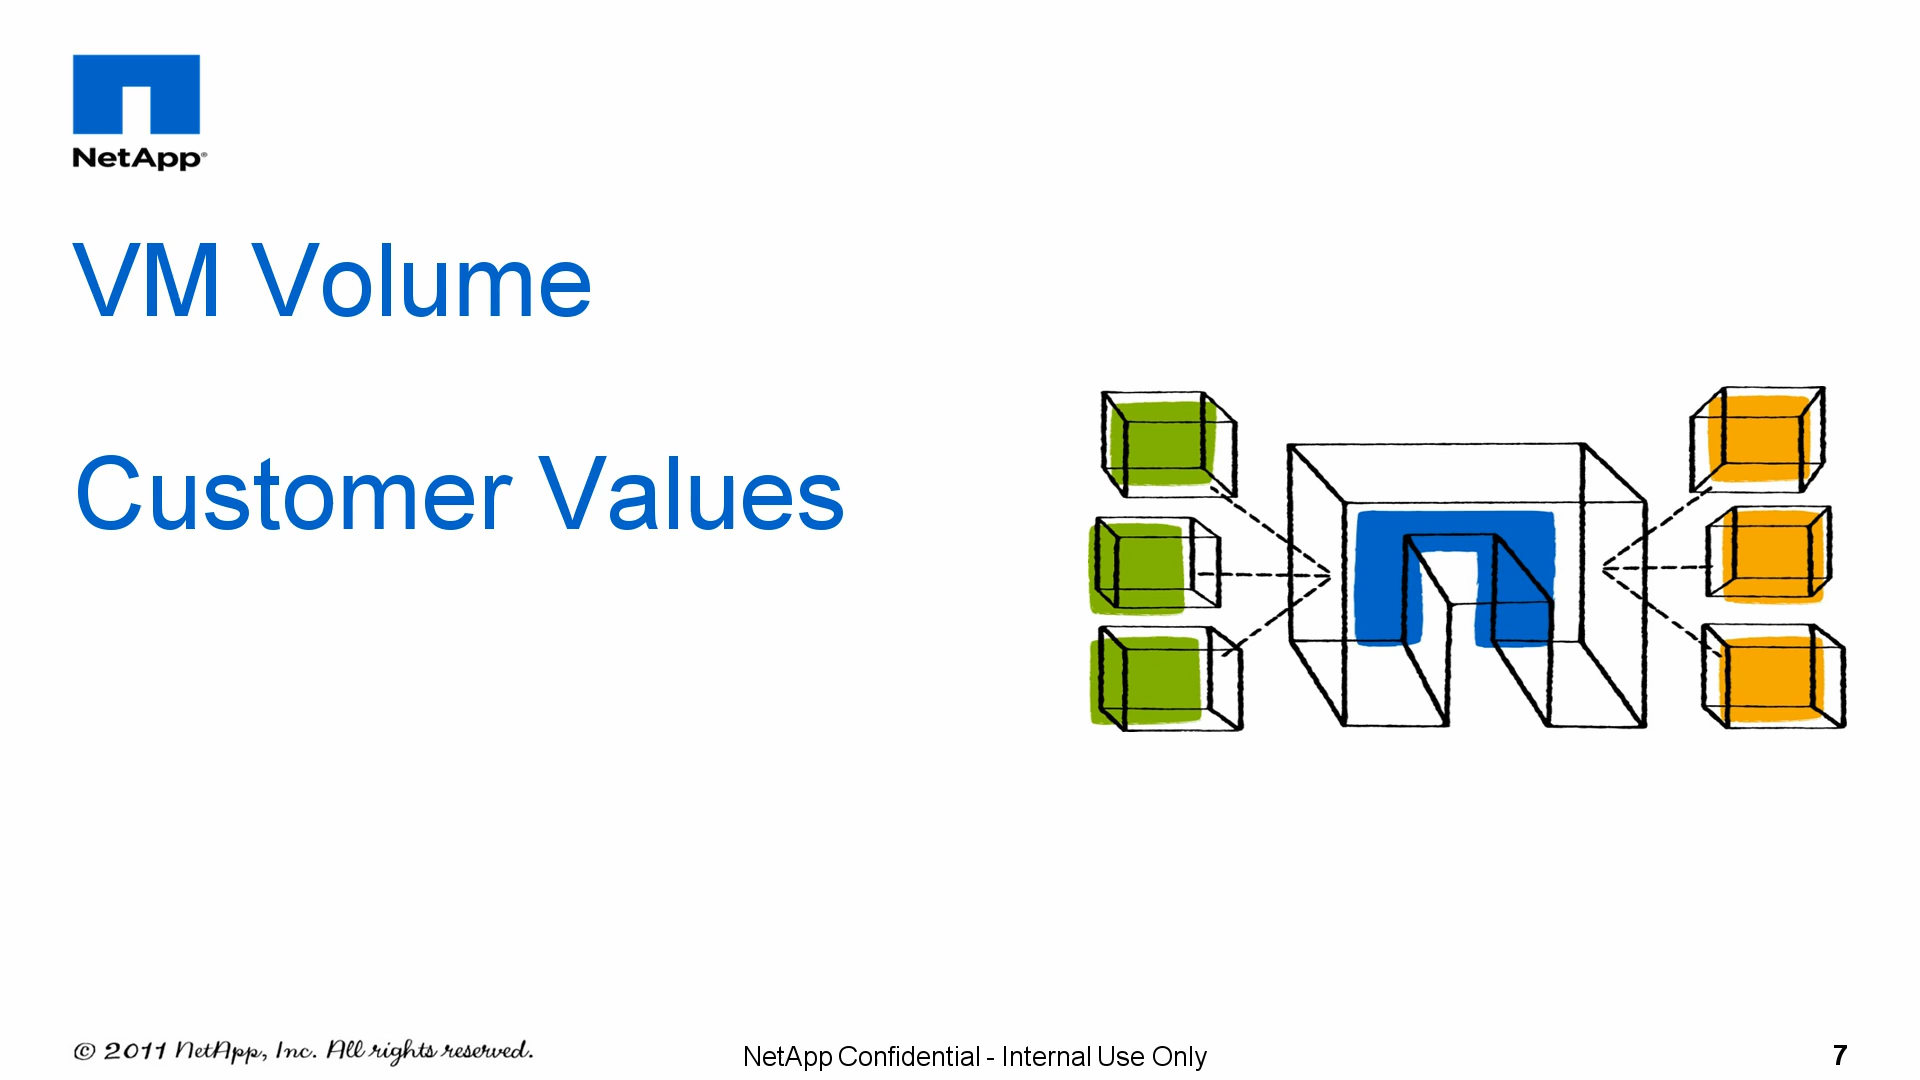 NetApp®
VM Volume
Customer Values
© 2011 NetApp, Inc. All rights reserved.
NetApp Confidential - Internal Use Only
7